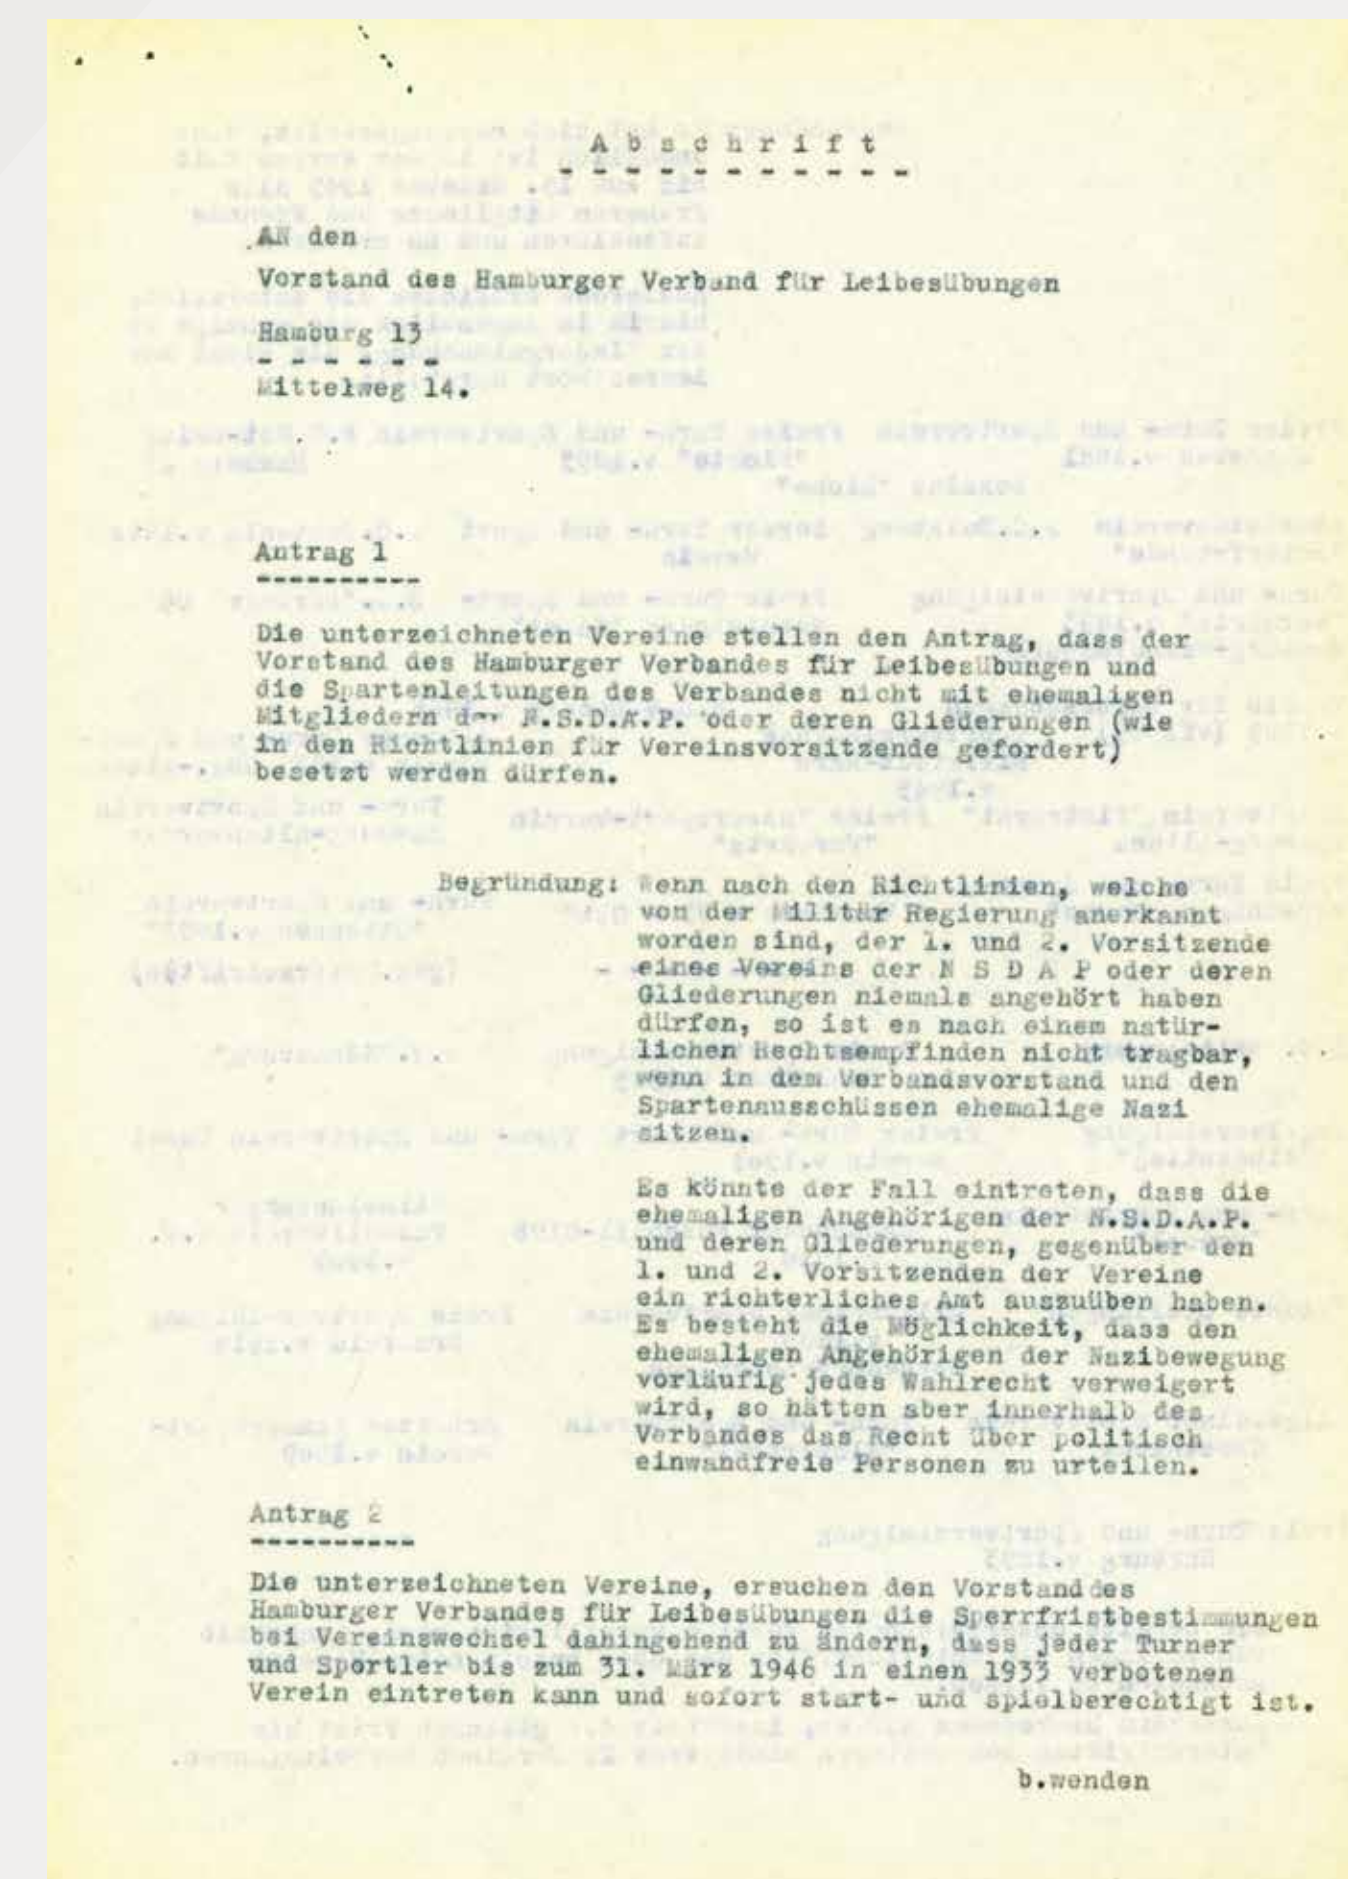 A b s c h r i f t
AN den
Vorstand des Hamburger Verband für Leibesübungen
Hamburg 13
Mittelweg 14.
Antrag 1
Die unterzeichneten Vereine stellen den Antrag, dass der
Vorstand des Hamburger Verbandes für Leibesübungen und
die Spartenleitungen des Verbandes nicht mit ehemaligen
Mitgliedern der N.S.D.A.P. oder deren Gliederungen (wie
in den Richtlinien für Vereinsvorsitzende gefordert)
besetzt werden dürfen.
Begründung: Wenn nach den Richtlinien, welche
von der Militär Regierung anerkannt
worden sind, der 1. und 2. Vorsitzende
eines Vereins der N S D A P oder deren
Gliederungen niemals angehört haben
dürfen, so ist es nach einem natür-
lichen Rechtsempfinden nicht tragbar,
wenn in dem Verbandsvorstand und den
Spartenausschüssen ehemalige Nazi
sitzen.
Es könnte der Fall eintreten, dass die
ehemaligen Angehörigen der N.S.D.A.P.
und deren Gliederungen, gegenüber den
1. und 2. Vorsitzenden der Vereine
ein richterliches Amt auszuüben haben.
Es besteht die Möglichkeit, dass den
ehemaligen Angehörigen der Nazibewegung
vorläufig jedes Wahlrecht verweigert
wird, so hätten aber innerhalb des
Verbandes das Recht über politisch
einwandfreie Personen zu urteilen.
Antrag 2
Die unterzeichneten Vereine, ersuchen den Vorstand des
Hamburger Verbandes für Leibesübungen die Sperrfristbestimmungen
bei Vereinswechsel dahingehend zu ändern, dass jeder Turner
und Sportler bis zum 31. März 1946 in einen 1933 verbotenen
Verein eintreten kann und sofort start- und spielberechtigt ist.
b.wenden